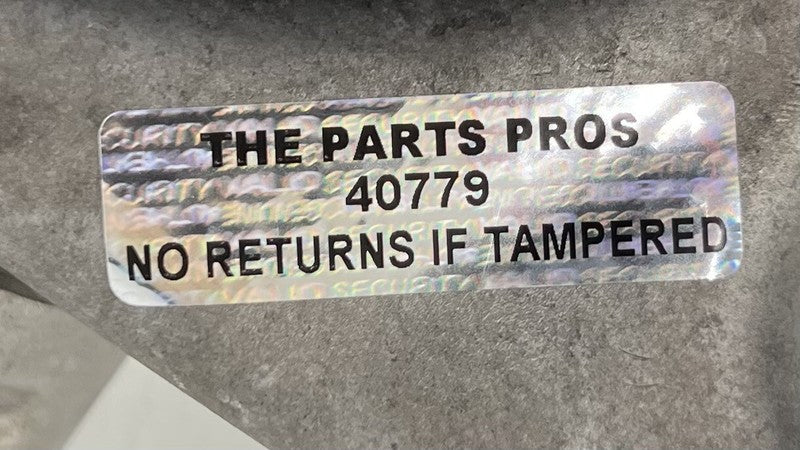 THE PARTS PROS
40779
NO RETURNS IF TAMPERED